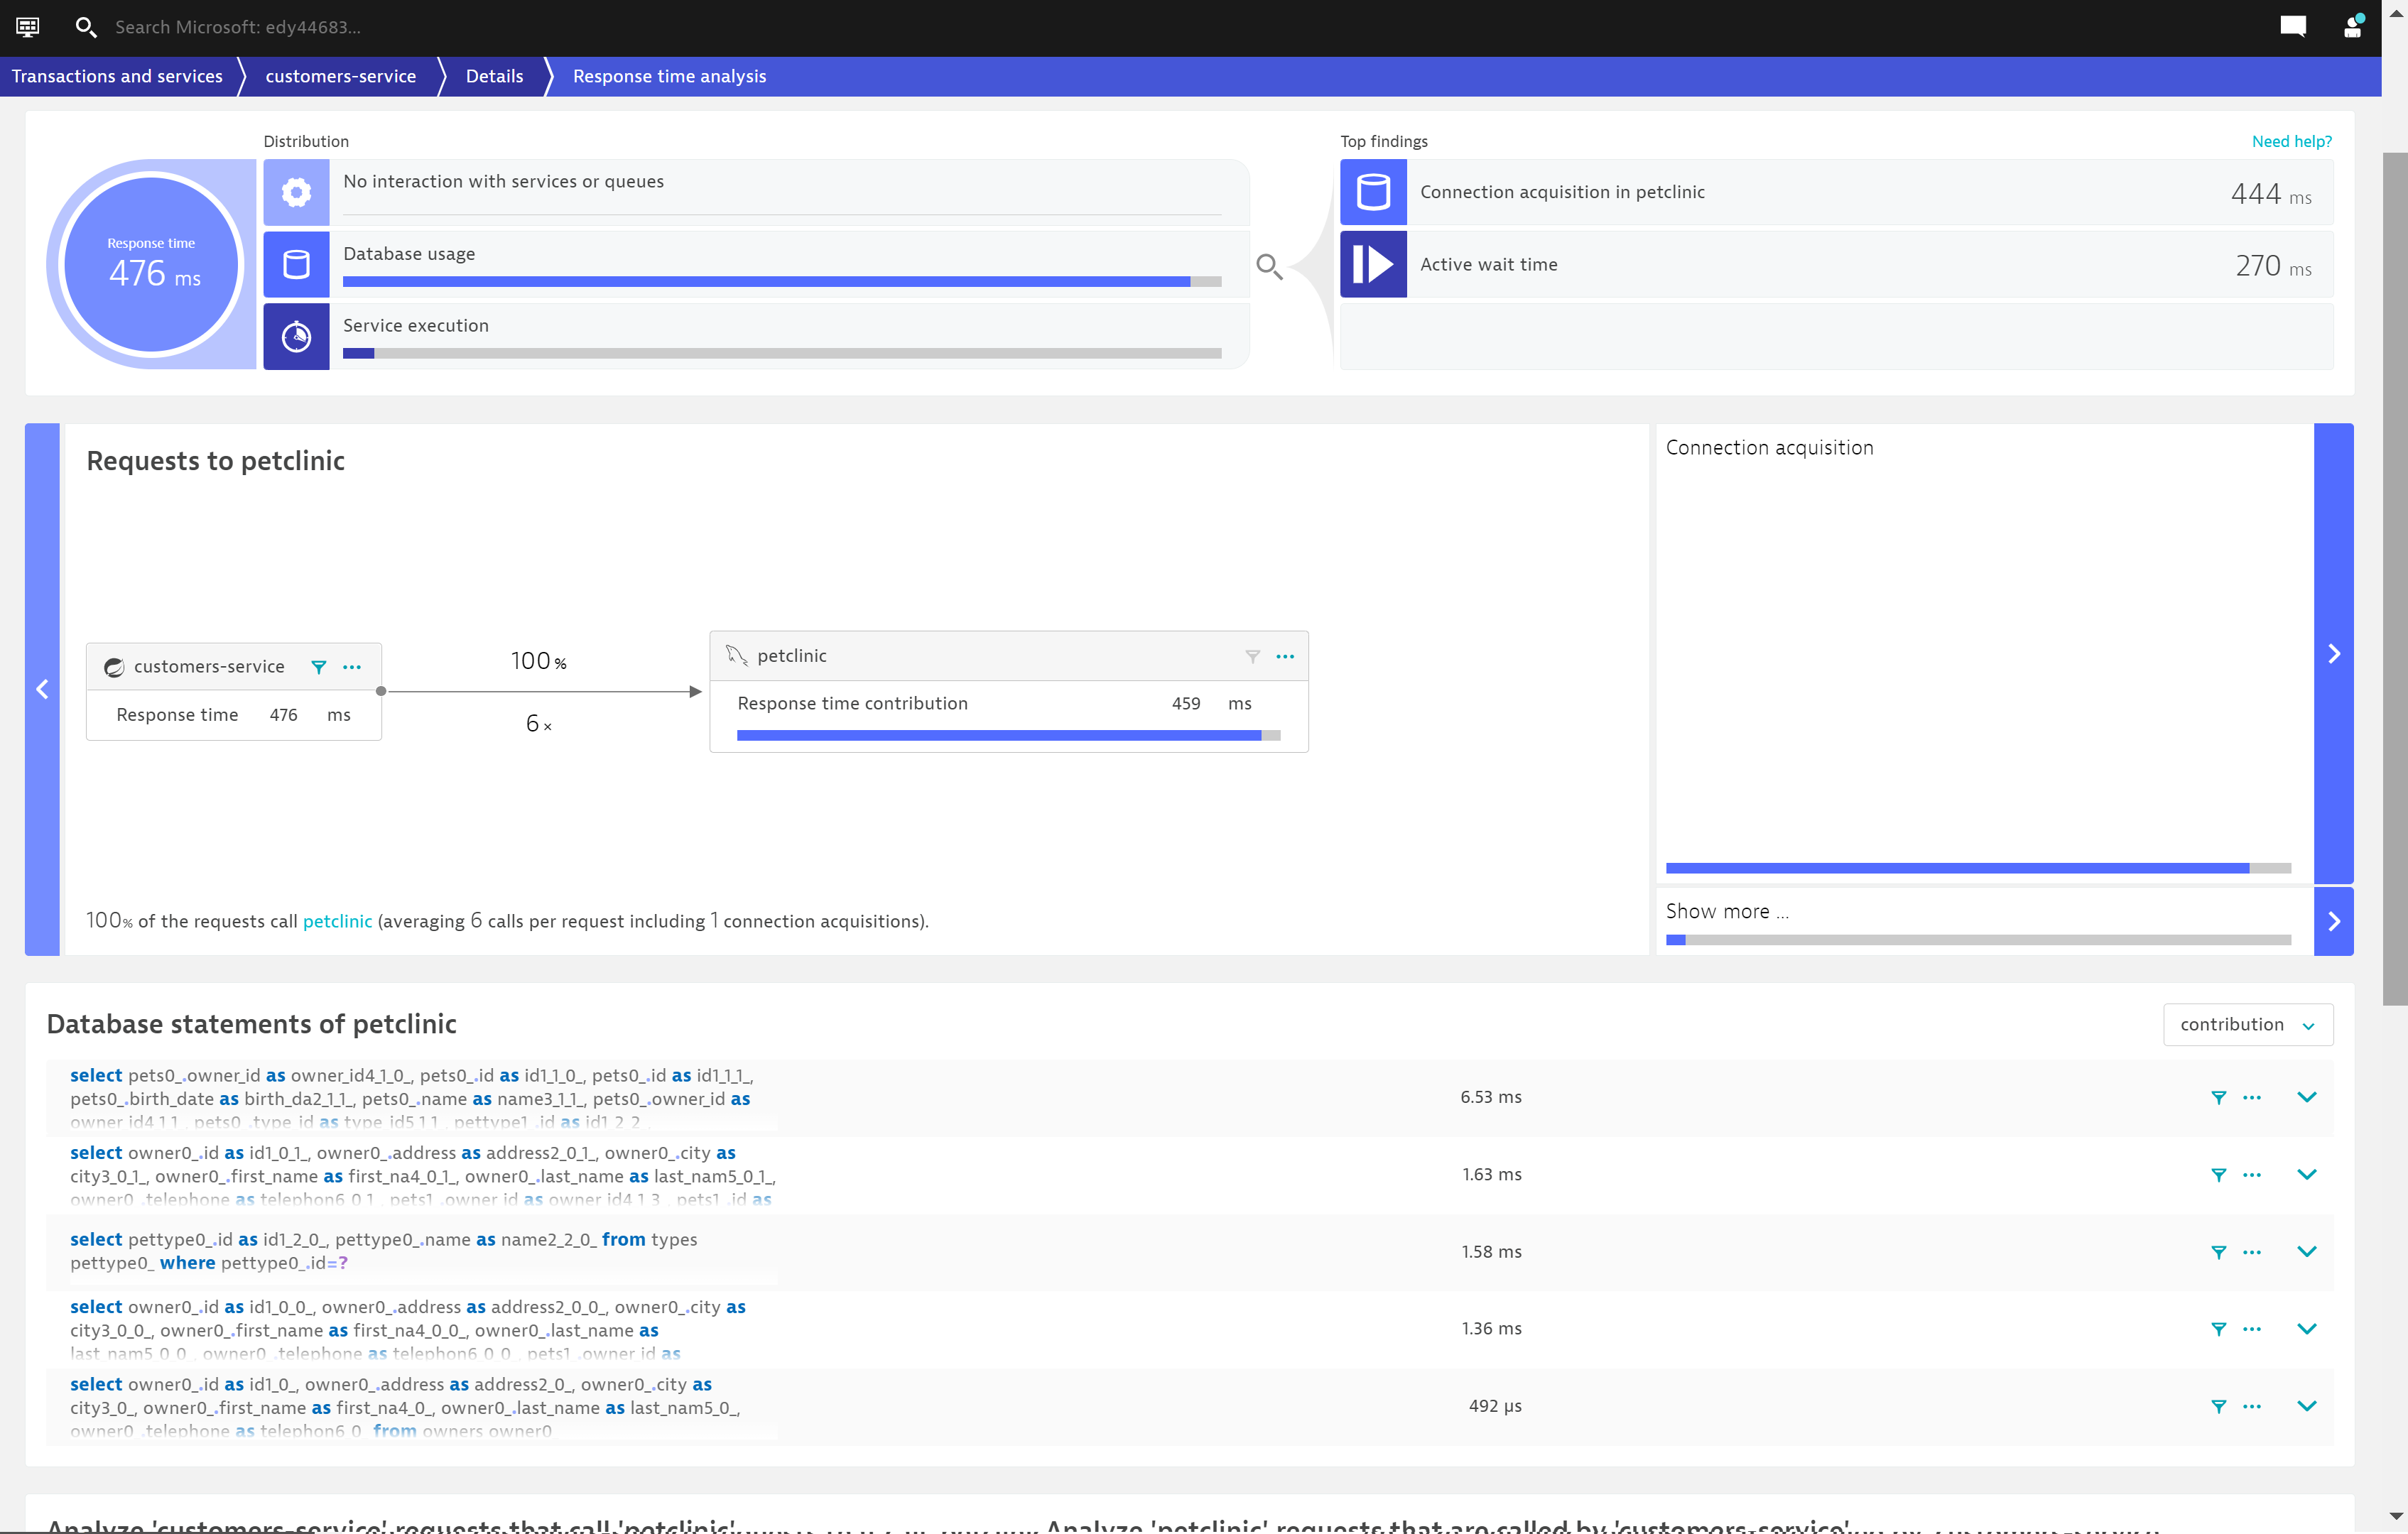 Search Microsoft: edy44683...
Transactions and services
customers-service
Details
Response time analysis
Distribution
Response time
476 ms
No interaction with services or queues
Database usage
Service execution
Top findings
Need help?
Connection acquisition in petclinic
444 ms
Active wait time
270 ms
Requests to petclinic
customers-service
Response time 476 ms
100 %
6 x
petclinic
Response time contribution 459 ms
100% of the requests call petclinic (averaging 6 calls per request including 1 connection acquisitions).
Connection acquisition
Show more ...
Database statements of petclinic
contribution
select pets0_.owner_id as owner_id4_1_0_, pets0_.id as id1_1_0_, pets0_.id as id1_1_1_,
pets0_.birth_date as birth_da2_1_1_, pets0_.name as name3_1_1_, pets0_.owner_id as
owner_id4_1_1_, pets0_.type_id as type_id5_1_1_, pettype1_.id as id1_2_2_,
6.53 ms
select owner0_.id as id1_0_1_, owner0_.address as address2_0_1_, owner0_.city as
city3_0_1_, owner0_.first_name as first_na4_0_1_, owner0_.last_name as last_nam5_0_1_,
owner0_.telephone as telephon6_0_1_, pets1_.owner_id as owner_id4_1_3_, pets1_.id as
1.63 ms
select pettype0_.id as id1_2_0_, pettype0_.name as name2_2_0_ from types
pettype0_ where pettype0_.id=?
1.58 ms
select owner0_.id as id1_0_0_, owner0_.address as address2_0_0_, owner0_.city as
city3_0_0_, owner0_.first_name as first_na4_0_0_, owner0_.last_name as
last_nam5_0_0_, owner0_.telephone as telephon6_0_0_, pets1_.owner_id as
1.36 ms
select owner0_.id as id1_0_, owner0_.address as address2_0_, owner0_.city as
city3_0_, owner0_.first_name as first_na4_0_, owner0_.last_name as last_nam5_0_,
owner0_.telephone as telephon6_0_ from owners owner0_
492 µs
Analyze 'customers-service' requests that call 'petclinic'
Analyze 'petclinic' requests that are called by 'customers-service'